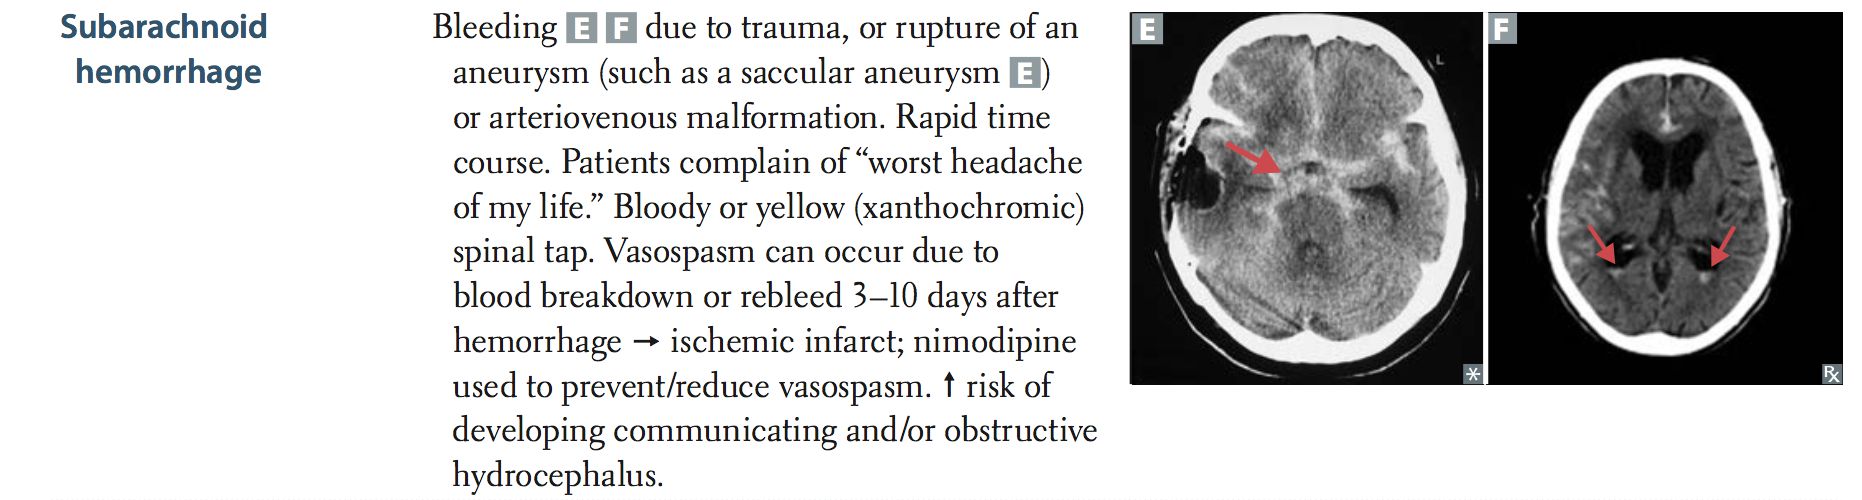 Subarachnoid
hemorrhage
Bleeding E F due to trauma, or rupture of an
aneurysm (such as a saccular aneurysm E)
or arteriovenous malformation. Rapid time
course. Patients complain of “worst headache
of my life.” Bloody or yellow (xanthochromic)
spinal tap. Vasospasm can occur due to
blood breakdown or rebleed 3–10 days after
hemorrhage → ischemic infarct; nimodipine
used to prevent/reduce vasospasm. ↑ risk of
developing communicating and/or obstructive
hydrocephalus.
E
L
*
F
℞